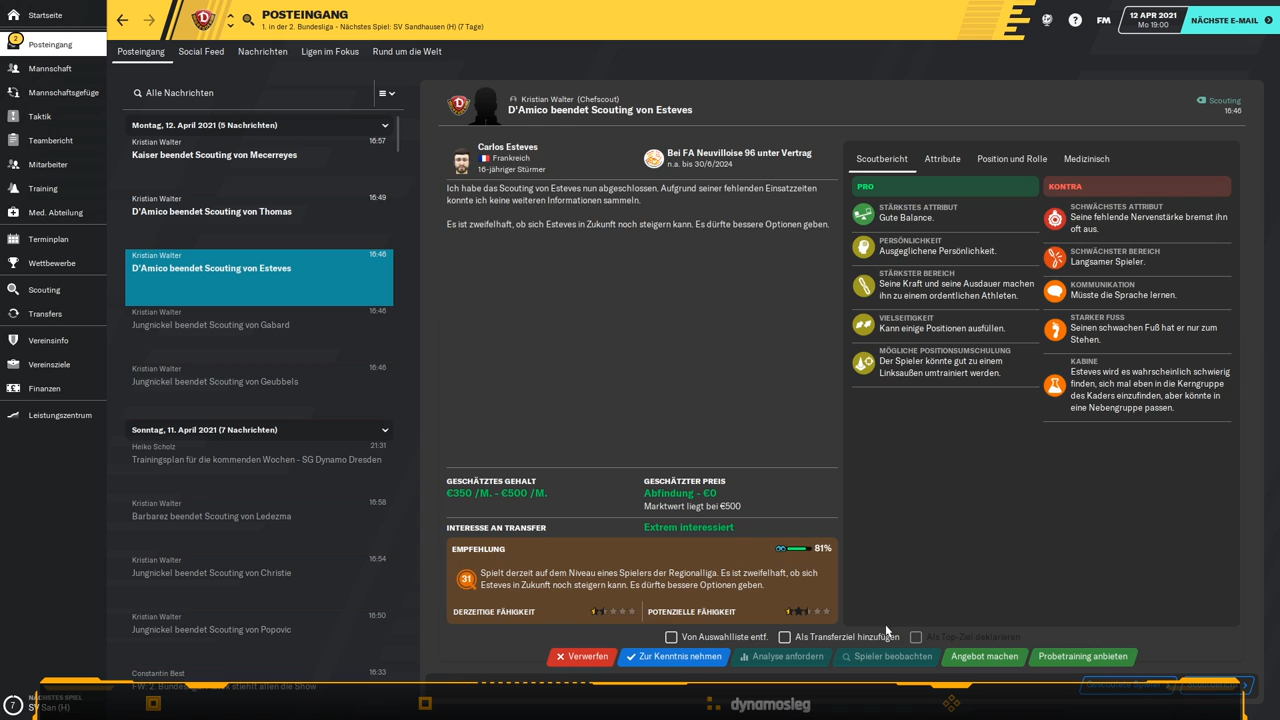 Startseite
2
Posteingang
Mannschaft
Mannschaftsgefüge
Taktik
Teambericht
Mitarbeiter
Training
Med. Abteilung
Terminplan
Wettbewerbe
Scouting
Transfers
Vereinsinfo
Vereinsziele
Finanzen
Leistungszentrum
7
NÄCHSTES SPIEL
SV San (H)
POSTEINGANG
1. in der 2. Bundesliga - Nächstes Spiel: SV Sandhausen (H) (7 Tage)
FM
12 APR 2021
Mo 19:00
NÄCHSTE E-MAIL
Posteingang
Social Feed
Nachrichten
Ligen im Fokus
Rund um die Welt
Alle Nachrichten
Montag, 12. April 2021 (5 Nachrichten)
Kristian Walter 16:57
Kaiser beendet Scouting von Mecerreyes
Kristian Walter 16:49
D'Amico beendet Scouting von Thomas
Kristian Walter 16:46
D'Amico beendet Scouting von Esteves
Kristian Walter 16:46
Jungnickel beendet Scouting von Gabard
Kristian Walter 16:46
Jungnickel beendet Scouting von Geubbels
Sonntag, 11. April 2021 (7 Nachrichten)
Heiko Scholz 21:31
Trainingsplan für die kommenden Wochen - SG Dynamo Dresden
Kristian Walter 16:58
Barbarez beendet Scouting von Ledezma
Kristian Walter 16:54
Jungnickel beendet Scouting von Christie
Kristian Walter 16:50
Jungnickel beendet Scouting von Popovic
Constantin Best 16:33
stiehlt allen die Show
Kristian Walter (Chefscout)
D'Amico beendet Scouting von Esteves
Scouting
16:46
Carlos Esteves
Frankreich
16-jähriger Stürmer
Bei FA Neuvilloise 96 unter Vertrag
n.a. bis 30/6/2024
Ich habe das Scouting von Esteves nun abgeschlossen. Aufgrund seiner fehlenden Einsatzzeiten
konnte ich keine weiteren Informationen sammeln.
Es ist zweifelhaft, ob sich Esteves in Zukunft noch steigern kann. Es dürfte bessere Optionen geben.
GESCHÄTZTES GEHALT
€350 /M. - €500 /M.
GESCHÄTZTER PREIS
Abfindung - €0
Marktwert liegt bei €500
INTERESSE AN TRANSFER
Extrem interessiert
EMPFEHLUNG
81%
31
Spielt derzeit auf dem Niveau eines Spielers der Regionalliga. Es ist zweifelhaft, ob sich
Esteves in Zukunft noch steigern kann. Es dürfte bessere Optionen geben.
DERZEITIGE FÄHIGKEIT
POTENZIELLE FÄHIGKEIT
Scoutbericht
Attribute
Position und Rolle
Medizinisch
PRO
STÄRKSTES ATTRIBUT
Gute Balance.
PERSÖNLICHKEIT
Ausgeglichene Persönlichkeit.
STÄRKSTER BEREICH
Seine Kraft und seine Ausdauer machen
ihn zu einem ordentlichen Athleten.
VIELSEITIGKEIT
Kann einige Positionen ausfüllen.
MÖGLICHE POSITIONSUMSCHULUNG
Der Spieler könnte gut zu einem
Linksaußen umtrainiert werden.
KONTRA
SCHWÄCHSTES ATTRIBUT
Seine fehlende Nervenstärke bremst ihn
oft aus.
SCHWÄCHSTER BEREICH
Langsamer Spieler.
KOMMUNIKATION
Müsste die Sprache lernen.
STARKER FUSS
Seinen schwachen Fuß hat er nur zum
Stehen.
KABINE
Esteves wird es wahrscheinlich schwierig
finden, sich mal eben in die Kerngruppe
des Kaders einzufinden, aber könnte in
eine Nebengruppe passen.
Von Auswahlliste entf.
Als Transferziel hinzufügen
Als Top-Ziel deklarieren
Verwerfen
Zur Kenntnis nehmen
Analyse anfordern
Spieler beobachten
Angebot machen
Probetraining anbieten
dynamosleg